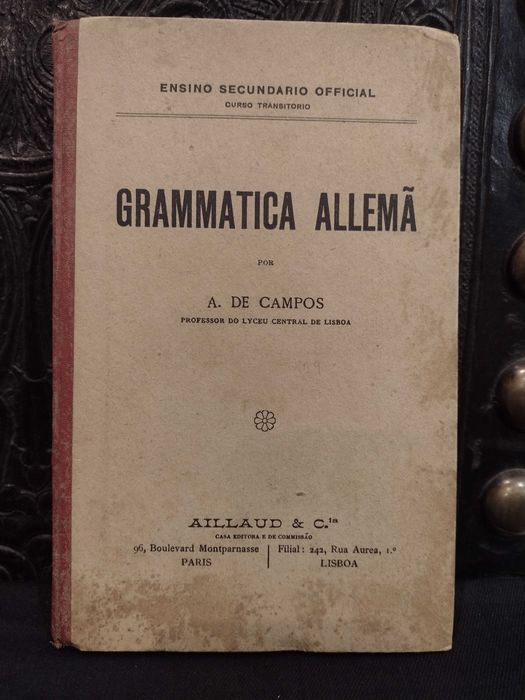 ENSINO SECUNDARIO OFFICIAL
CURSO TRANSITORIO
GRAMMATICA ALLEMÃ
POR
A. DE CAMPOS
PROFESSOR DO LYCEU CENTRAL DE LISBOA
AILLAUD & C.ia
CASA EDITORA E DE COMMISSÃO
96, Boulevard Montparnasse
PARIS
Filial : 242, Rua Aurea, 1.º
LISBOA